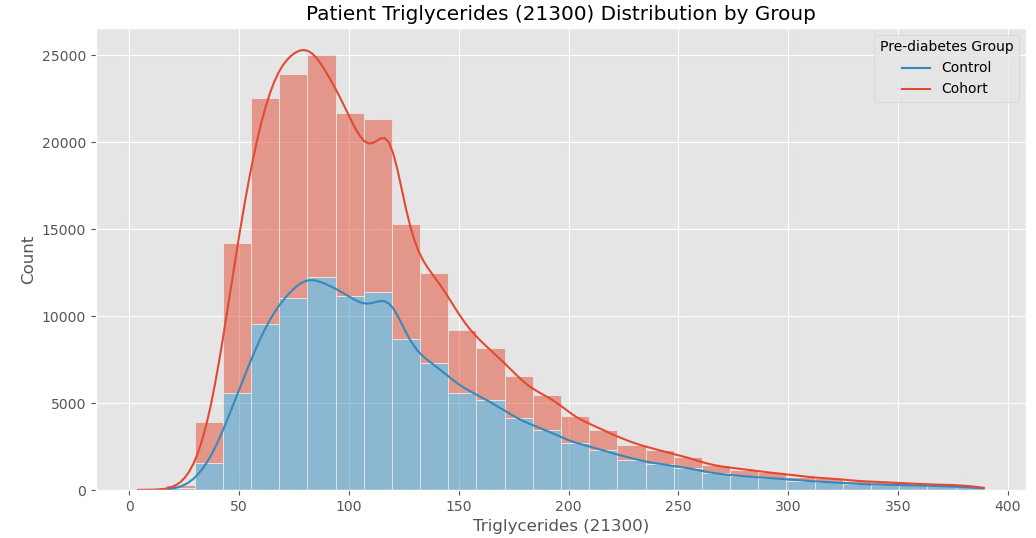 Patient Triglycerides (21300) Distribution by Group
Pre-diabetes Group
Control
Cohort
25000
20000
15000
10000
5000
0
Count
0 50 100 150 200 250 300 350 400
Triglycerides (21300)